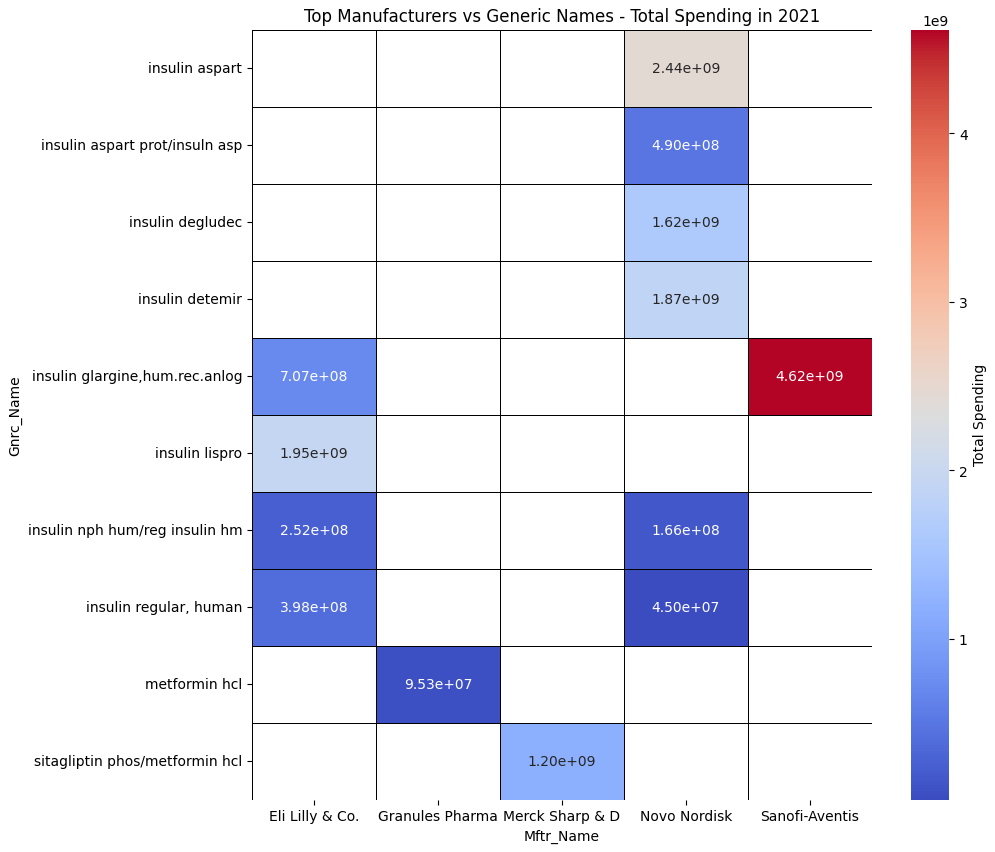 Top Manufacturers vs Generic Names - Total Spending in 2021
1e9
insulin aspart
2.44e+09
insulin aspart prot/insuln asp
4.90e+08
insulin degludec
1.62e+09
insulin detemir
1.87e+09
insulin glargine,hum.rec.anlog
7.07e+08
4.62e+09
insulin lispro
1.95e+09
insulin nph hum/reg insulin hm
2.52e+08
1.66e+08
insulin regular, human
3.98e+08
4.50e+07
metformin hcl
9.53e+07
sitagliptin phos/metformin hcl
1.20e+09
Gnrc_Name
Eli Lilly & Co.
Granules Pharma
Merck Sharp & D
Novo Nordisk
Sanofi-Aventis
Mftr_Name
4
3
2
1
Total Spending